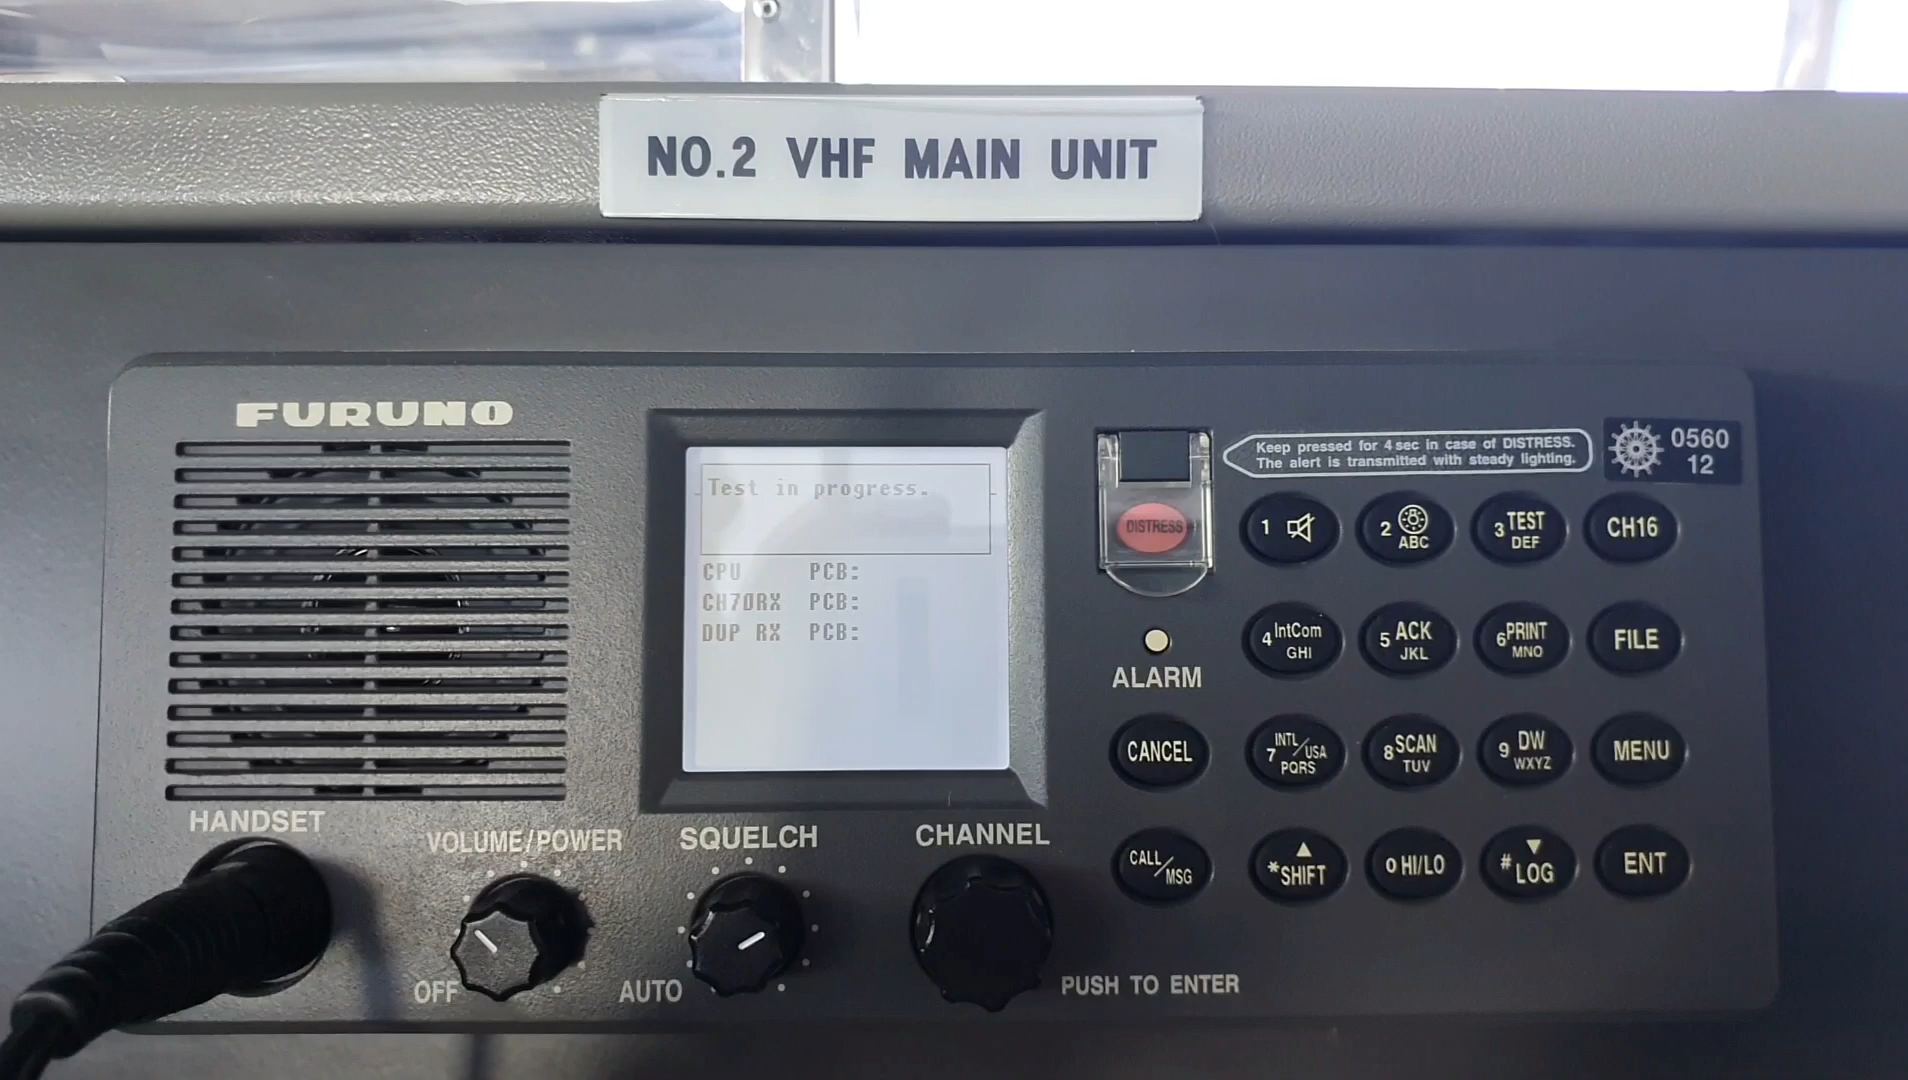 NO.2 VHF MAIN UNIT
FURUNO
Test in progress.
CPU PCB:
CH70RX PCB:
DUP RX PCB:
DISTRESS
Keep pressed for 4 sec in case of DISTRESS.
The alert is transmitted with steady lighting.
0560
12
1
2 ABC
3 TEST DEF
CH16
4 IntCom GHI
5 ACK JKL
6 PRINT MNO
FILE
ALARM
CANCEL
7 INTL/USA PQRS
8 SCAN TUV
9 DW WXYZ
MENU
CALL/MSG
*SHIFT
0 HI/LO
# LOG
ENT
HANDSET
VOLUME/POWER
SQUELCH
CHANNEL
OFF
AUTO
PUSH TO ENTER